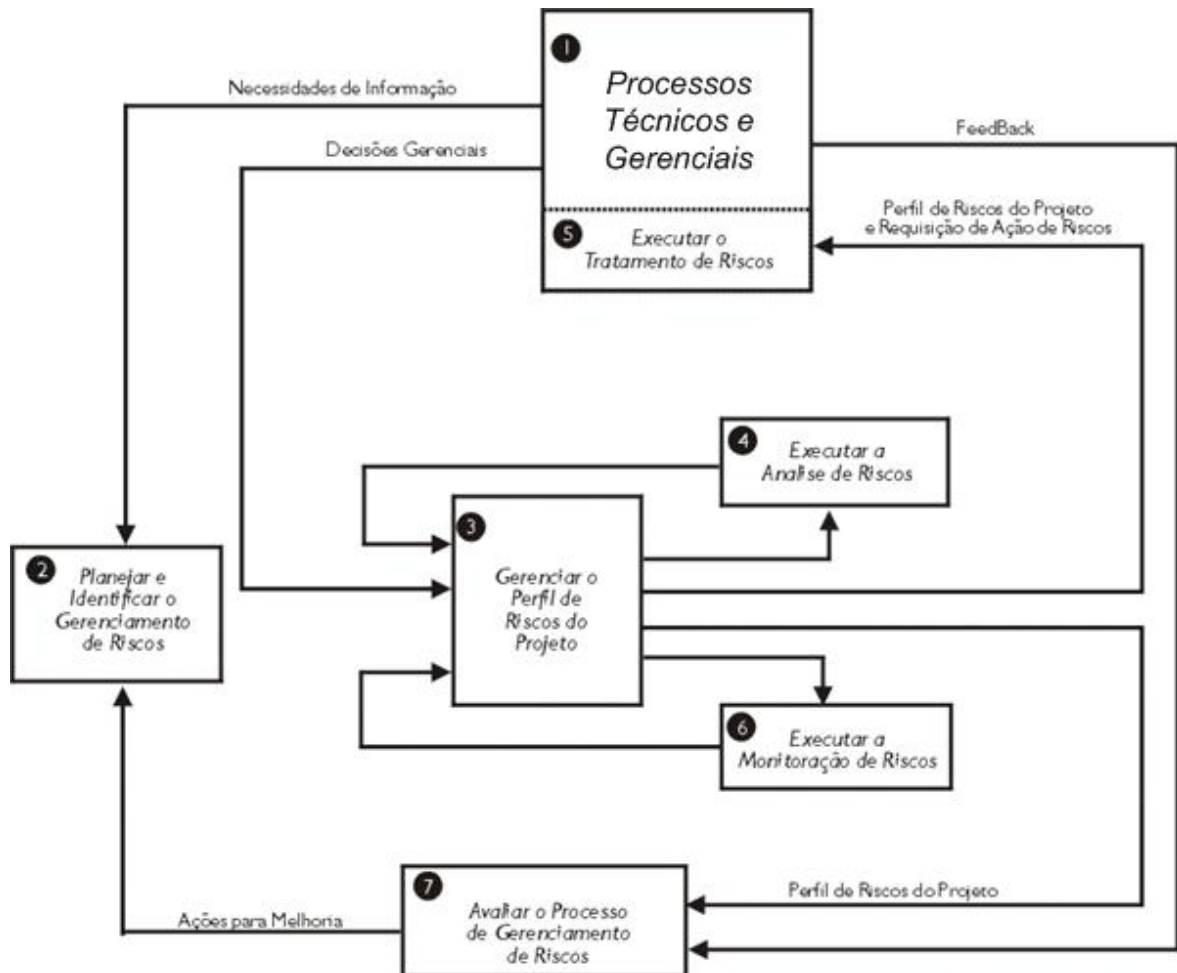 1
Processos
Técnicos e
Gerenciais
Necessidades de Informação
Decisões Gerenciais
FeedBack
5
Executar o
Tratamento de Riscos
Perfil de Riscos do Projeto
e Requisição de Ação de Riscos
4
Executar a
Analise de Riscos
3
Gerenciar o
Perfil de
Riscos do
Projeto
2
Planejar e
Identificar o
Gerenciamento
de Riscos
6
Executar a
Monitoração de Riscos
7
Avaliar o Processo
de Gerenciamento
de Riscos
Perfil de Riscos do Projeto
Ações para Melhoria